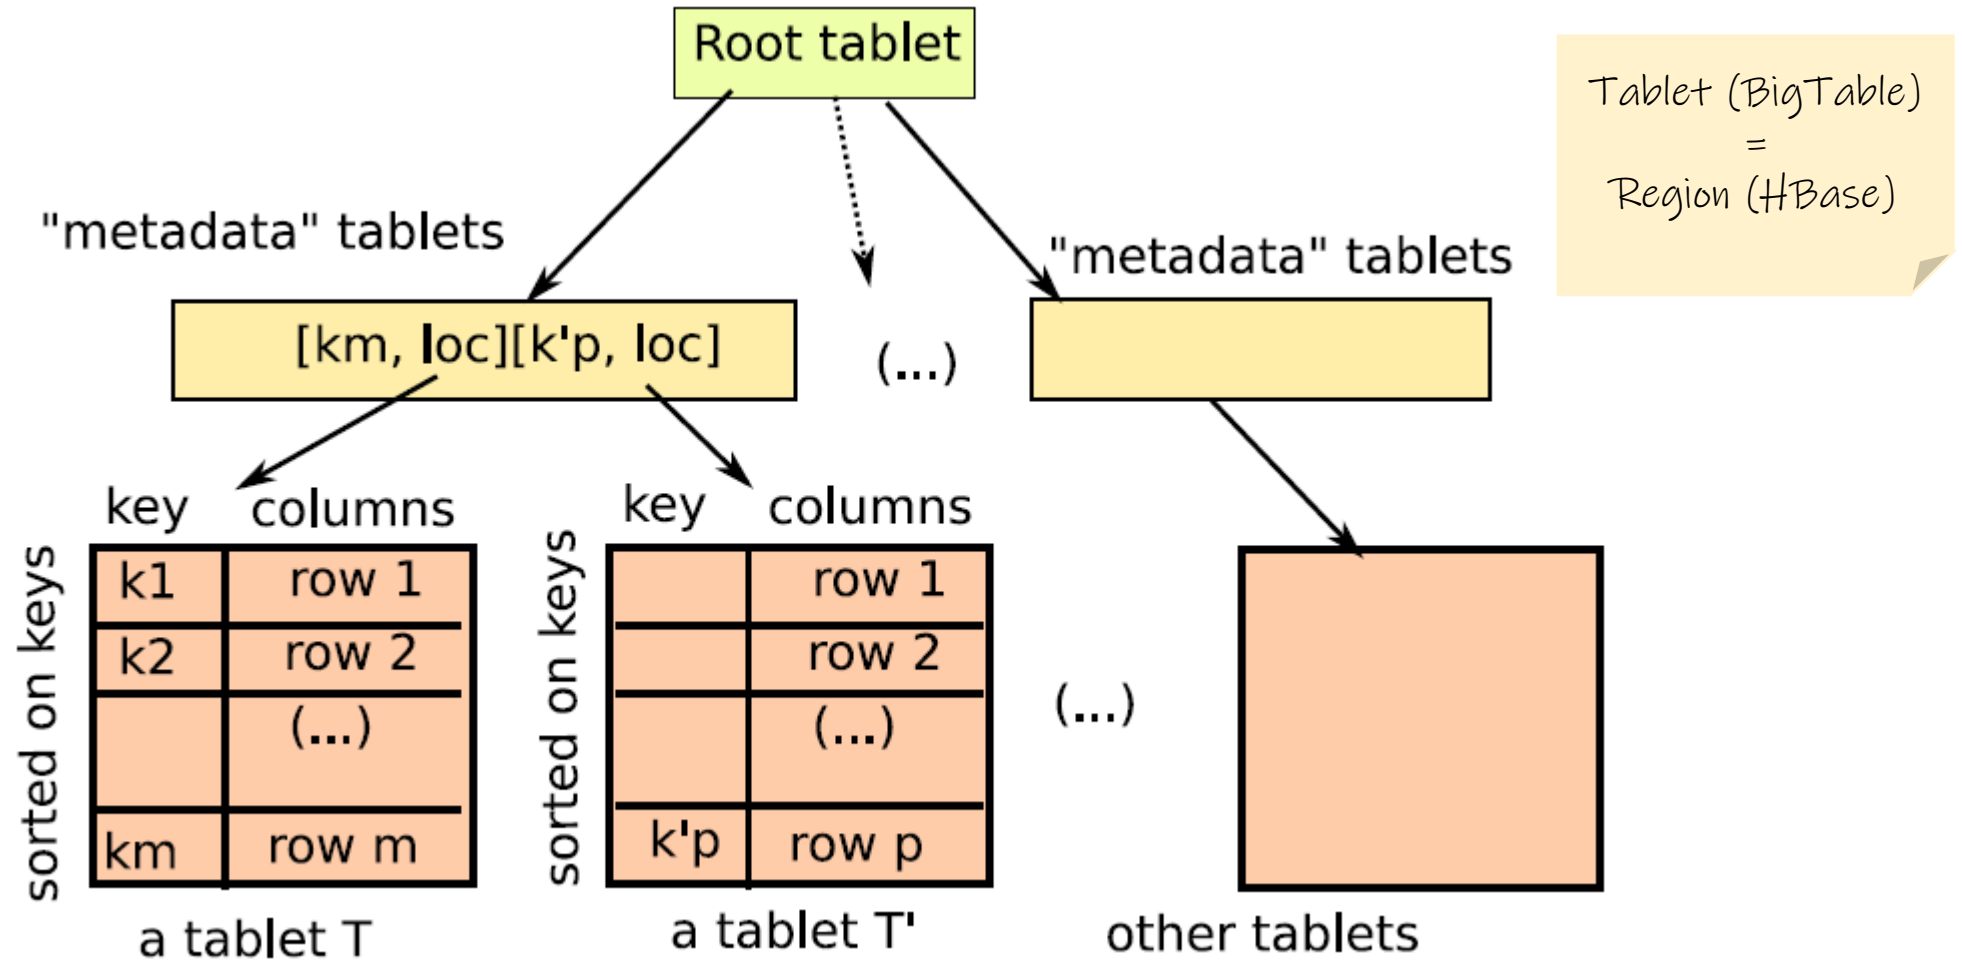 Root tablet
Tablet (BigTable)
=
Region (HBase)
"metadata" tablets
"metadata" tablets
[km, loc][k'p, loc]
(...)
key columns
sorted on keys
k1 row 1
k2 row 2
(...)
km row m
a tablet T
key columns
sorted on keys
row 1
row 2
(...)
k'p row p
a tablet T'
(...)
other tablets